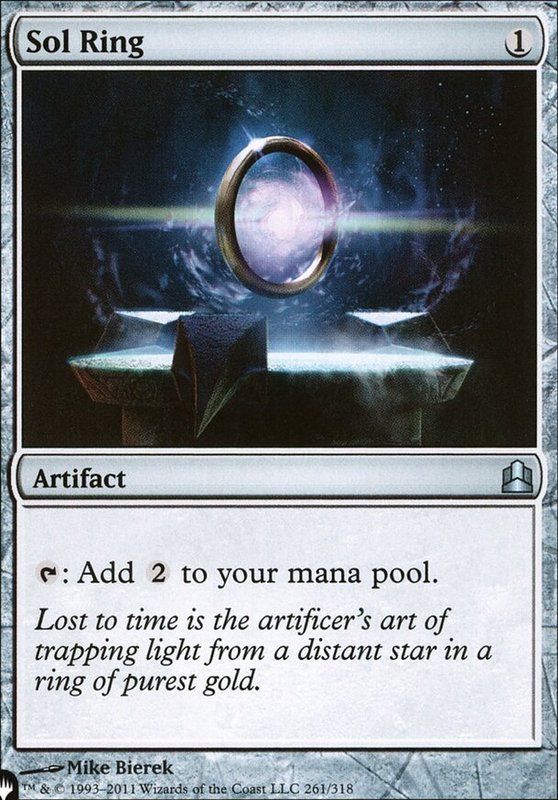 Sol Ring
1
Artifact
: Add 2 to your mana pool.
Lost to time is the artificer's art of
trapping light from a distant star in a
ring of purest gold.
Mike Bierek
™ & © 1993–2011 Wizards of the Coast LLC 261/318